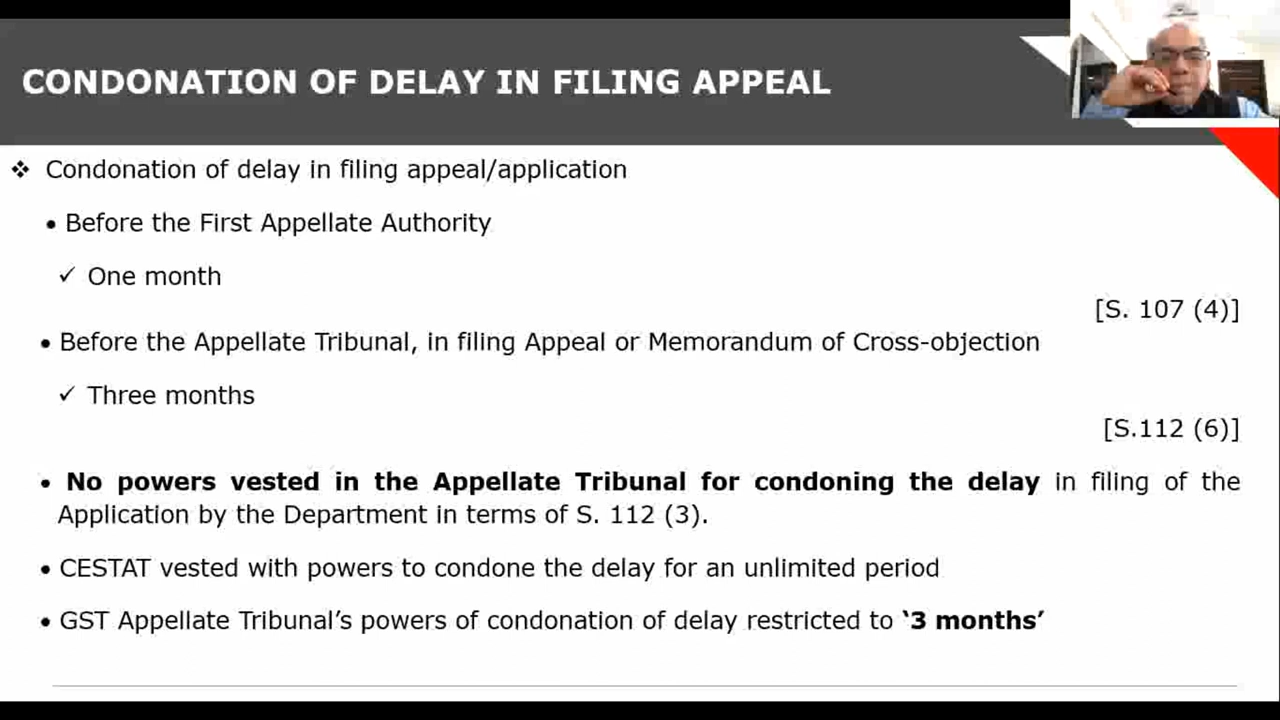 CONDONATION OF DELAY IN FILING APPEAL
❖ Condonation of delay in filing appeal/application
• Before the First Appellate Authority
✓ One month
[S. 107 (4)]
• Before the Appellate Tribunal, in filing Appeal or Memorandum of Cross-objection
✓ Three months
[S.112 (6)]
• No powers vested in the Appellate Tribunal for condoning the delay in filing of the
Application by the Department in terms of S. 112 (3).
• CESTAT vested with powers to condone the delay for an unlimited period
• GST Appellate Tribunal’s powers of condonation of delay restricted to ‘3 months’